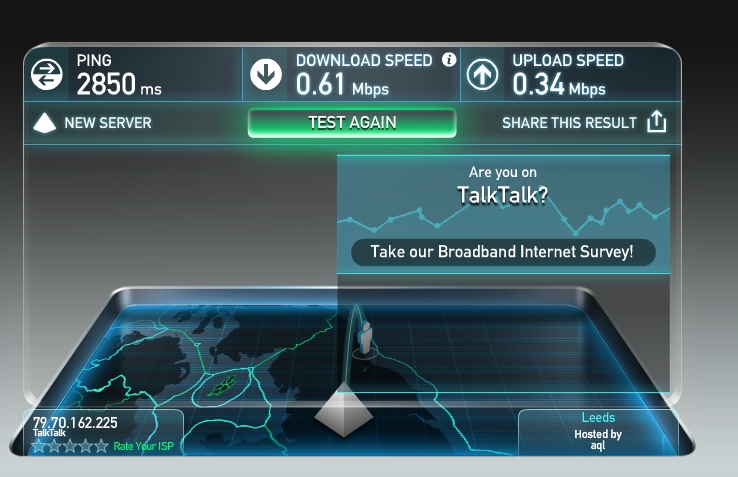 PING
2850 ms
DOWNLOAD SPEED i
0.61 Mbps
UPLOAD SPEED
0.34 Mbps
NEW SERVER
TEST AGAIN
SHARE THIS RESULT
Are you on
TalkTalk?
Take our Broadband Internet Survey!
79.70.162.225
TalkTalk
Rate Your ISP
Leeds
Hosted by
aql